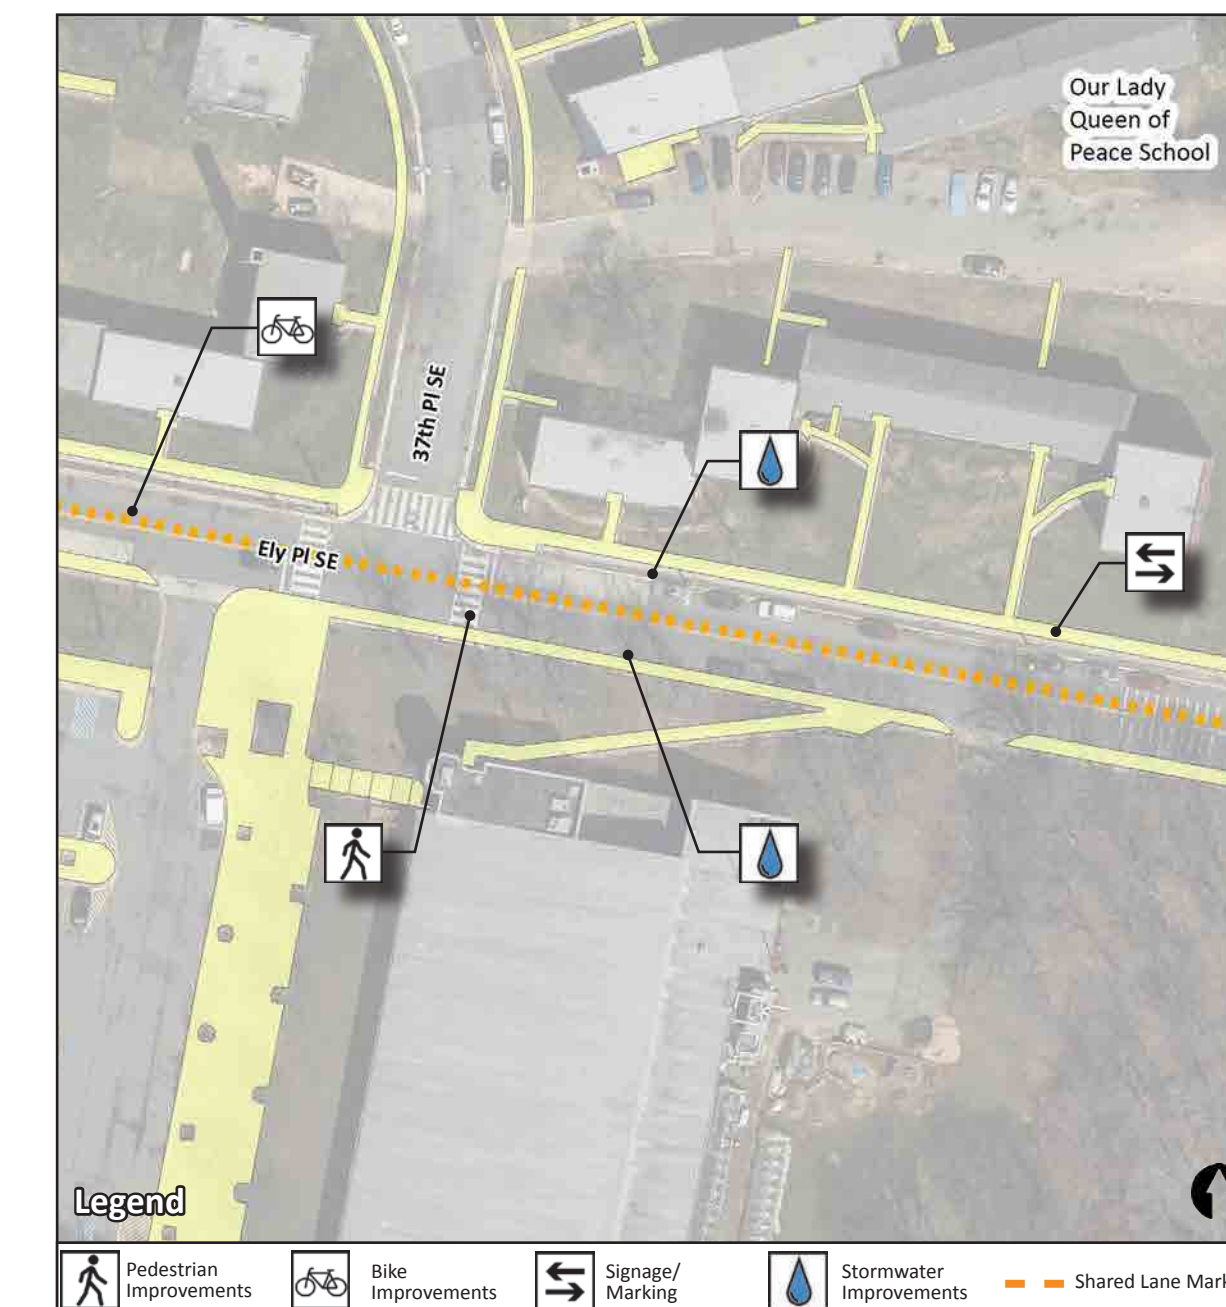 Our Lady
Queen of
Peace School
37th Pl SE
Ely Pl SE
Legend
Pedestrian
Improvements
Bike
Improvements
Signage/
Marking
Stormwater
Improvements
Shared Lane Mark